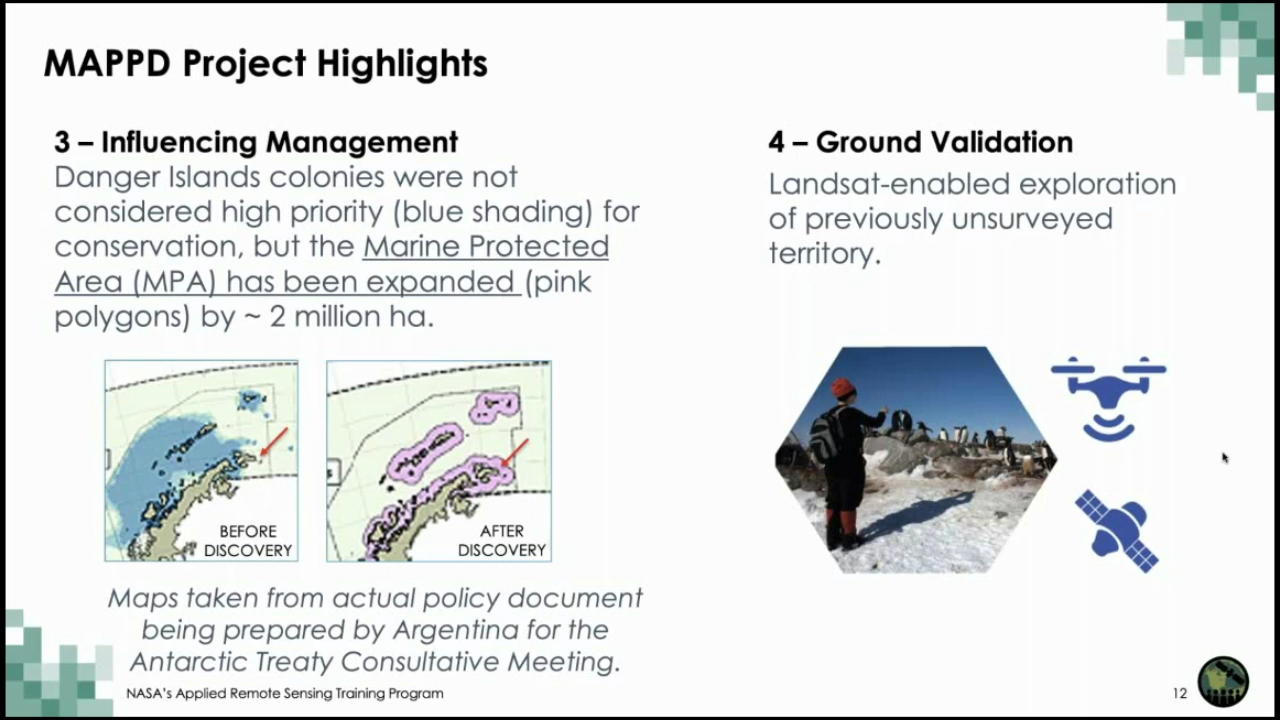 MAPPD Project Highlights
3 – Influencing Management
Danger Islands colonies were not
considered high priority (blue shading) for
conservation, but the Marine Protected
Area (MPA) has been expanded (pink
polygons) by ~ 2 million ha.
BEFORE
DISCOVERY
AFTER
DISCOVERY
Maps taken from actual policy document
being prepared by Argentina for the
Antarctic Treaty Consultative Meeting.
4 – Ground Validation
Landsat-enabled exploration
of previously unsurveyed
territory.
NASA's Applied Remote Sensing Training Program
12